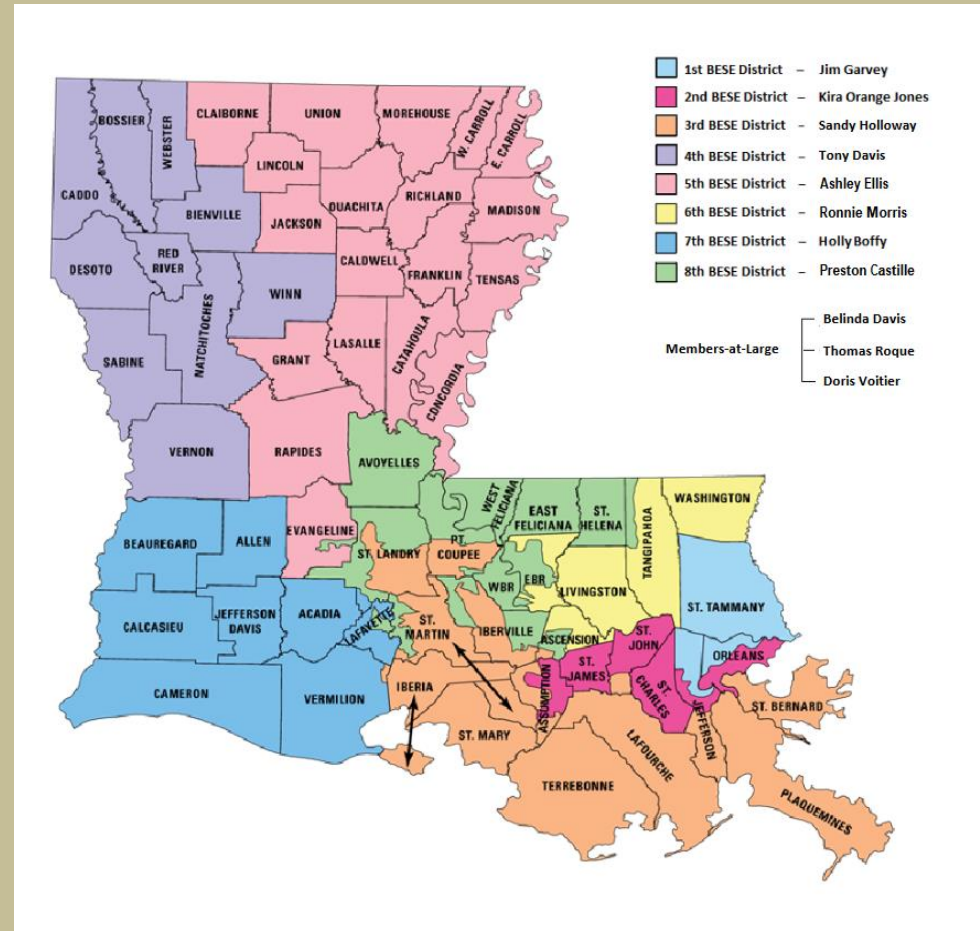 1st BESE District – Jim Garvey
2nd BESE District – Kira Orange Jones
3rd BESE District – Sandy Holloway
4th BESE District – Tony Davis
5th BESE District – Ashley Ellis
6th BESE District – Ronnie Morris
7th BESE District – Holly Boffy
8th BESE District – Preston Castille
Members-at-Large
Belinda Davis
Thomas Roque
Doris Voitier
CADDO
BOSSIER
WEBSTER
CLAIBORNE
UNION
MOREHOUSE
W. CARROLL
E. CARROLL
LINCOLN
BIENVILLE
JACKSON
OUACHITA
RICHLAND
MADISON
DESOTO
RED
RIVER
NATCHITOCHES
WINN
CALDWELL
FRANKLIN
TENSAS
SABINE
GRANT
LASALLE
CATAHOULA
CONCORDIA
VERNON
RAPIDES
AVOYELLES
BEAUREGARD
ALLEN
EVANGELINE
ST. LANDRY
PT.
COUPEE
WEST
FELICIANA
EAST
FELICIANA
ST.
HELENA
TANGIPAHOA
WASHINGTON
CALCASIEU
JEFFERSON
DAVIS
ACADIA
LAFAYETTE
ST.
MARTIN
IBERVILLE
WBR
EBR
LIVINGSTON
ASCENSION
ST. TAMMANY
CAMERON
VERMILION
IBERIA
ST. MARY
ASSUMPTION
ST.
JAMES
ST.
JOHN
ST.
CHARLES
JEFFERSON
ORLEANS
ST. BERNARD
TERREBONNE
LAFOURCHE
PLAQUEMINES